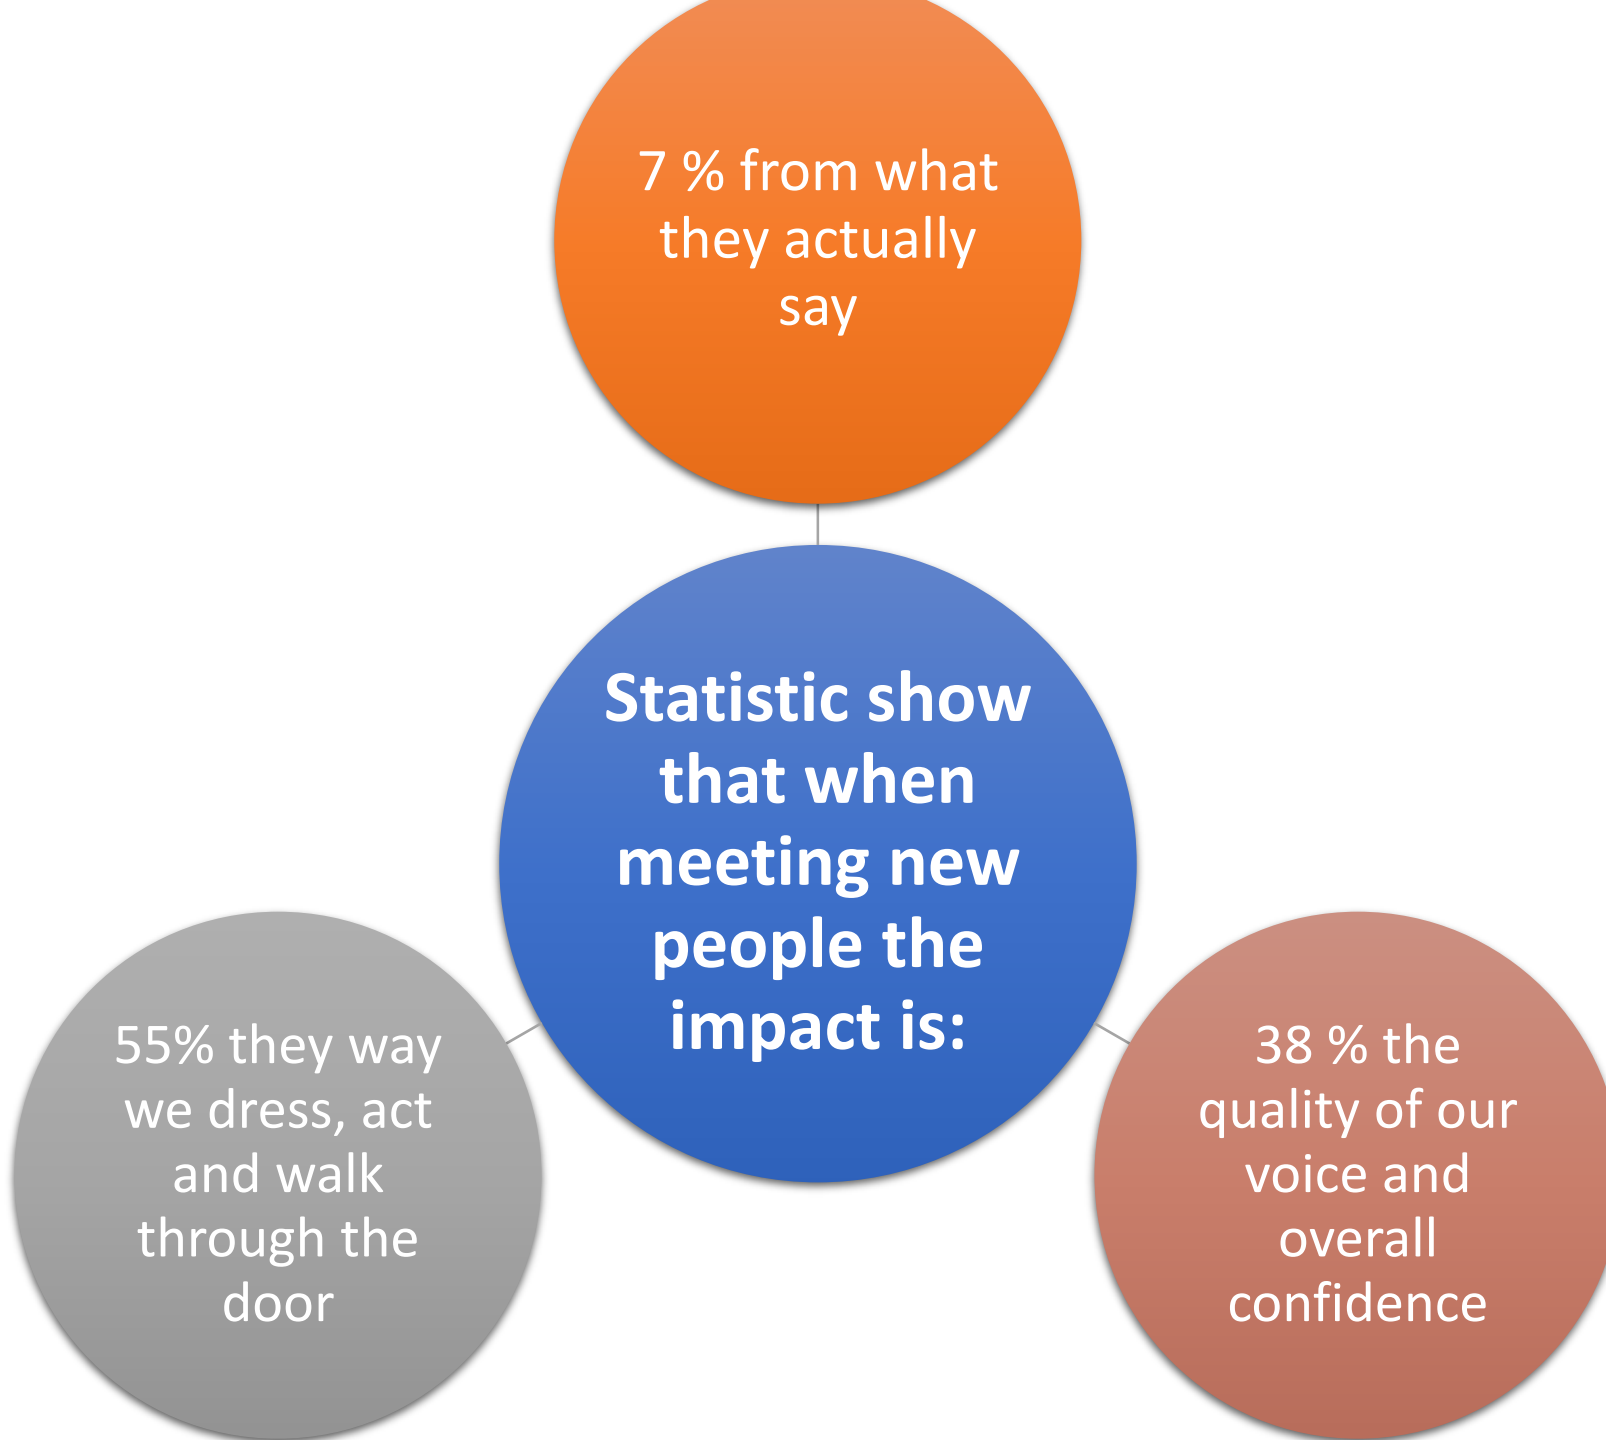 7 % from what
they actually
say
Statistic show
that when
meeting new
people the
impact is:
55% they way
we dress, act
and walk
through the
door
38 % the
quality of our
voice and
overall
confidence